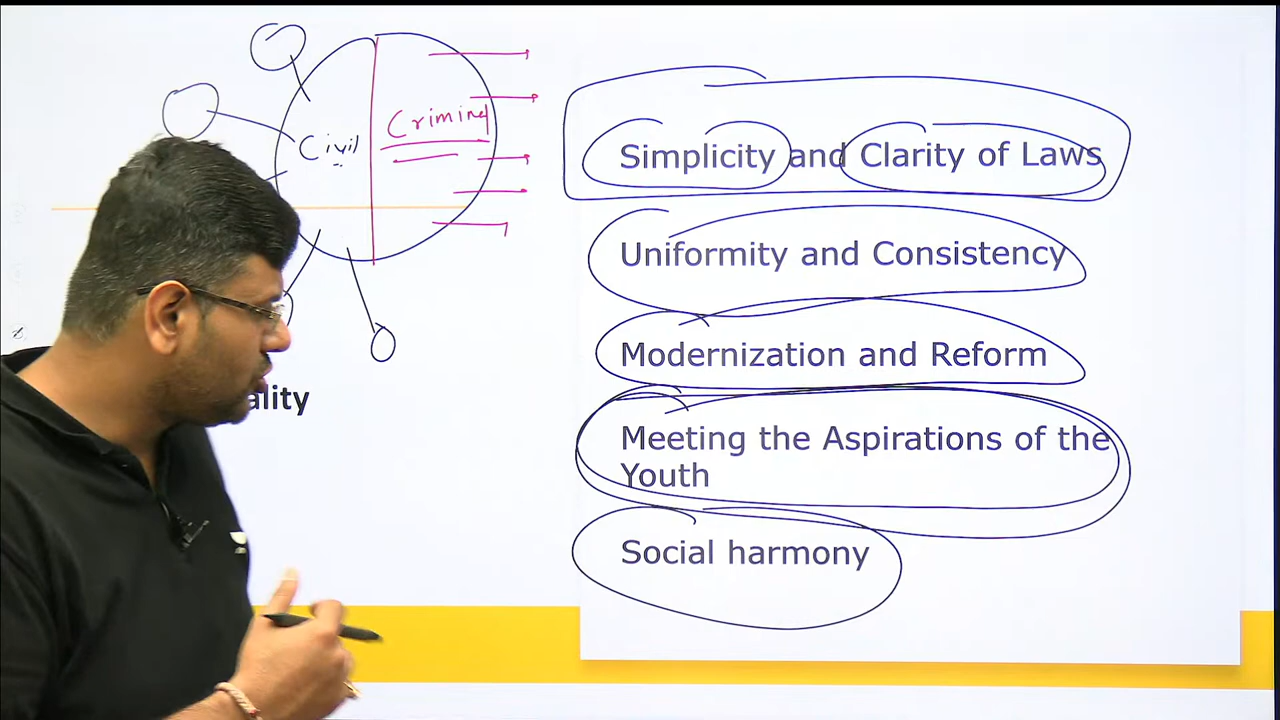 Civil
Criminal
Simplicity and Clarity of Laws
Uniformity and Consistency
Modernization and Reform
Meeting the Aspirations of the
Youth
Social harmony
ality